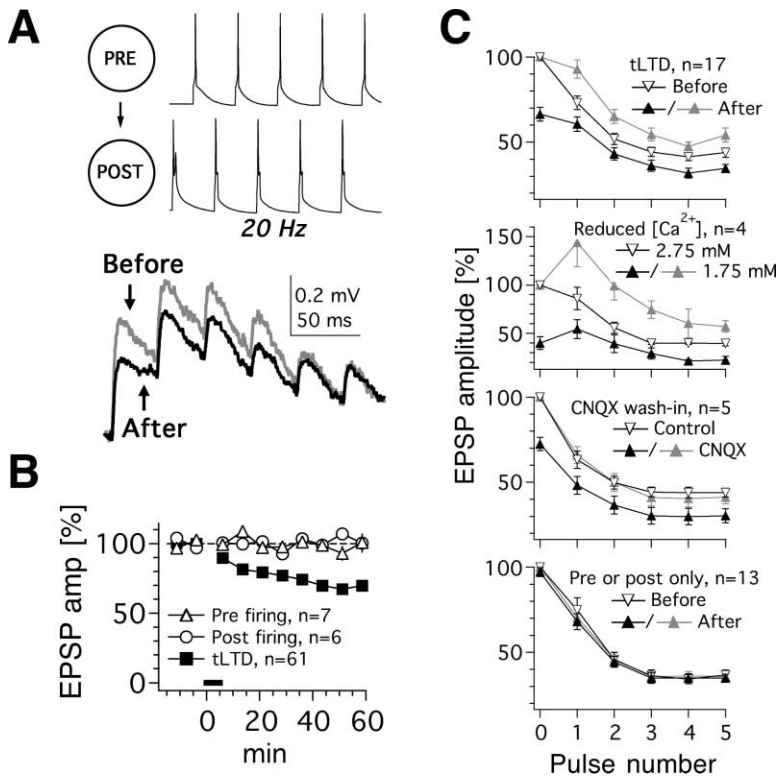 A
PRE
POST
20 Hz
Before
0.2 mV
50 ms
After
B
EPSP amp [%]
100
50
0
Pre firing, n=7
Post firing, n=6
tLTD, n=61
0 20 40 60
min
C
EPSP amplitude [%]
100
50
tLTD, n=17
Before
/ After
150
100
50
Reduced [Ca2+], n=4
2.75 mM
/ 1.75 mM
100
50
CNQX wash-in, n=5
Control
/ CNQX
100
50
Pre or post only, n=13
Before
/ After
0 1 2 3 4 5
Pulse number